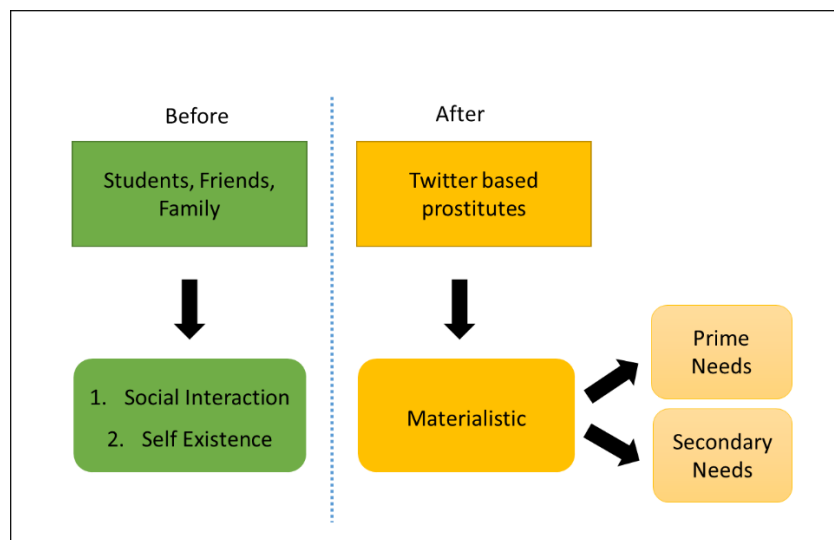 Before
After
Students, Friends,
Family
Twitter based
prostitutes
1. Social Interaction
2. Self Existence
Materialistic
Prime
Needs
Secondary
Needs